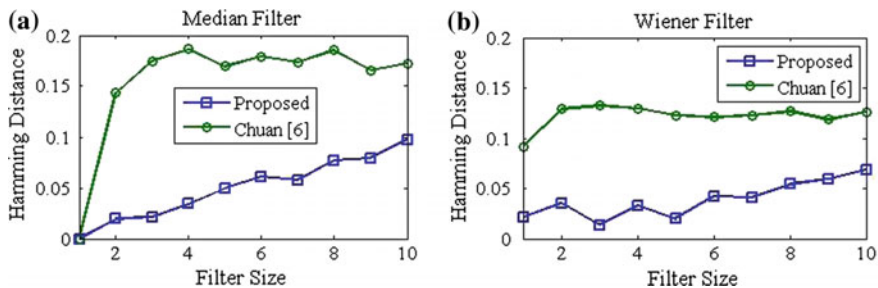 (a)
Median Filter
Hamming Distance
0.2
0.15
0.1
0.05
0
Proposed
Chuan [6]
2 4 6 8 10
Filter Size
(b)
Wiener Filter
Hamming Distance
0.2
0.15
0.1
0.05
0
Proposed
Chuan [6]
2 4 6 8 10
Filter Size